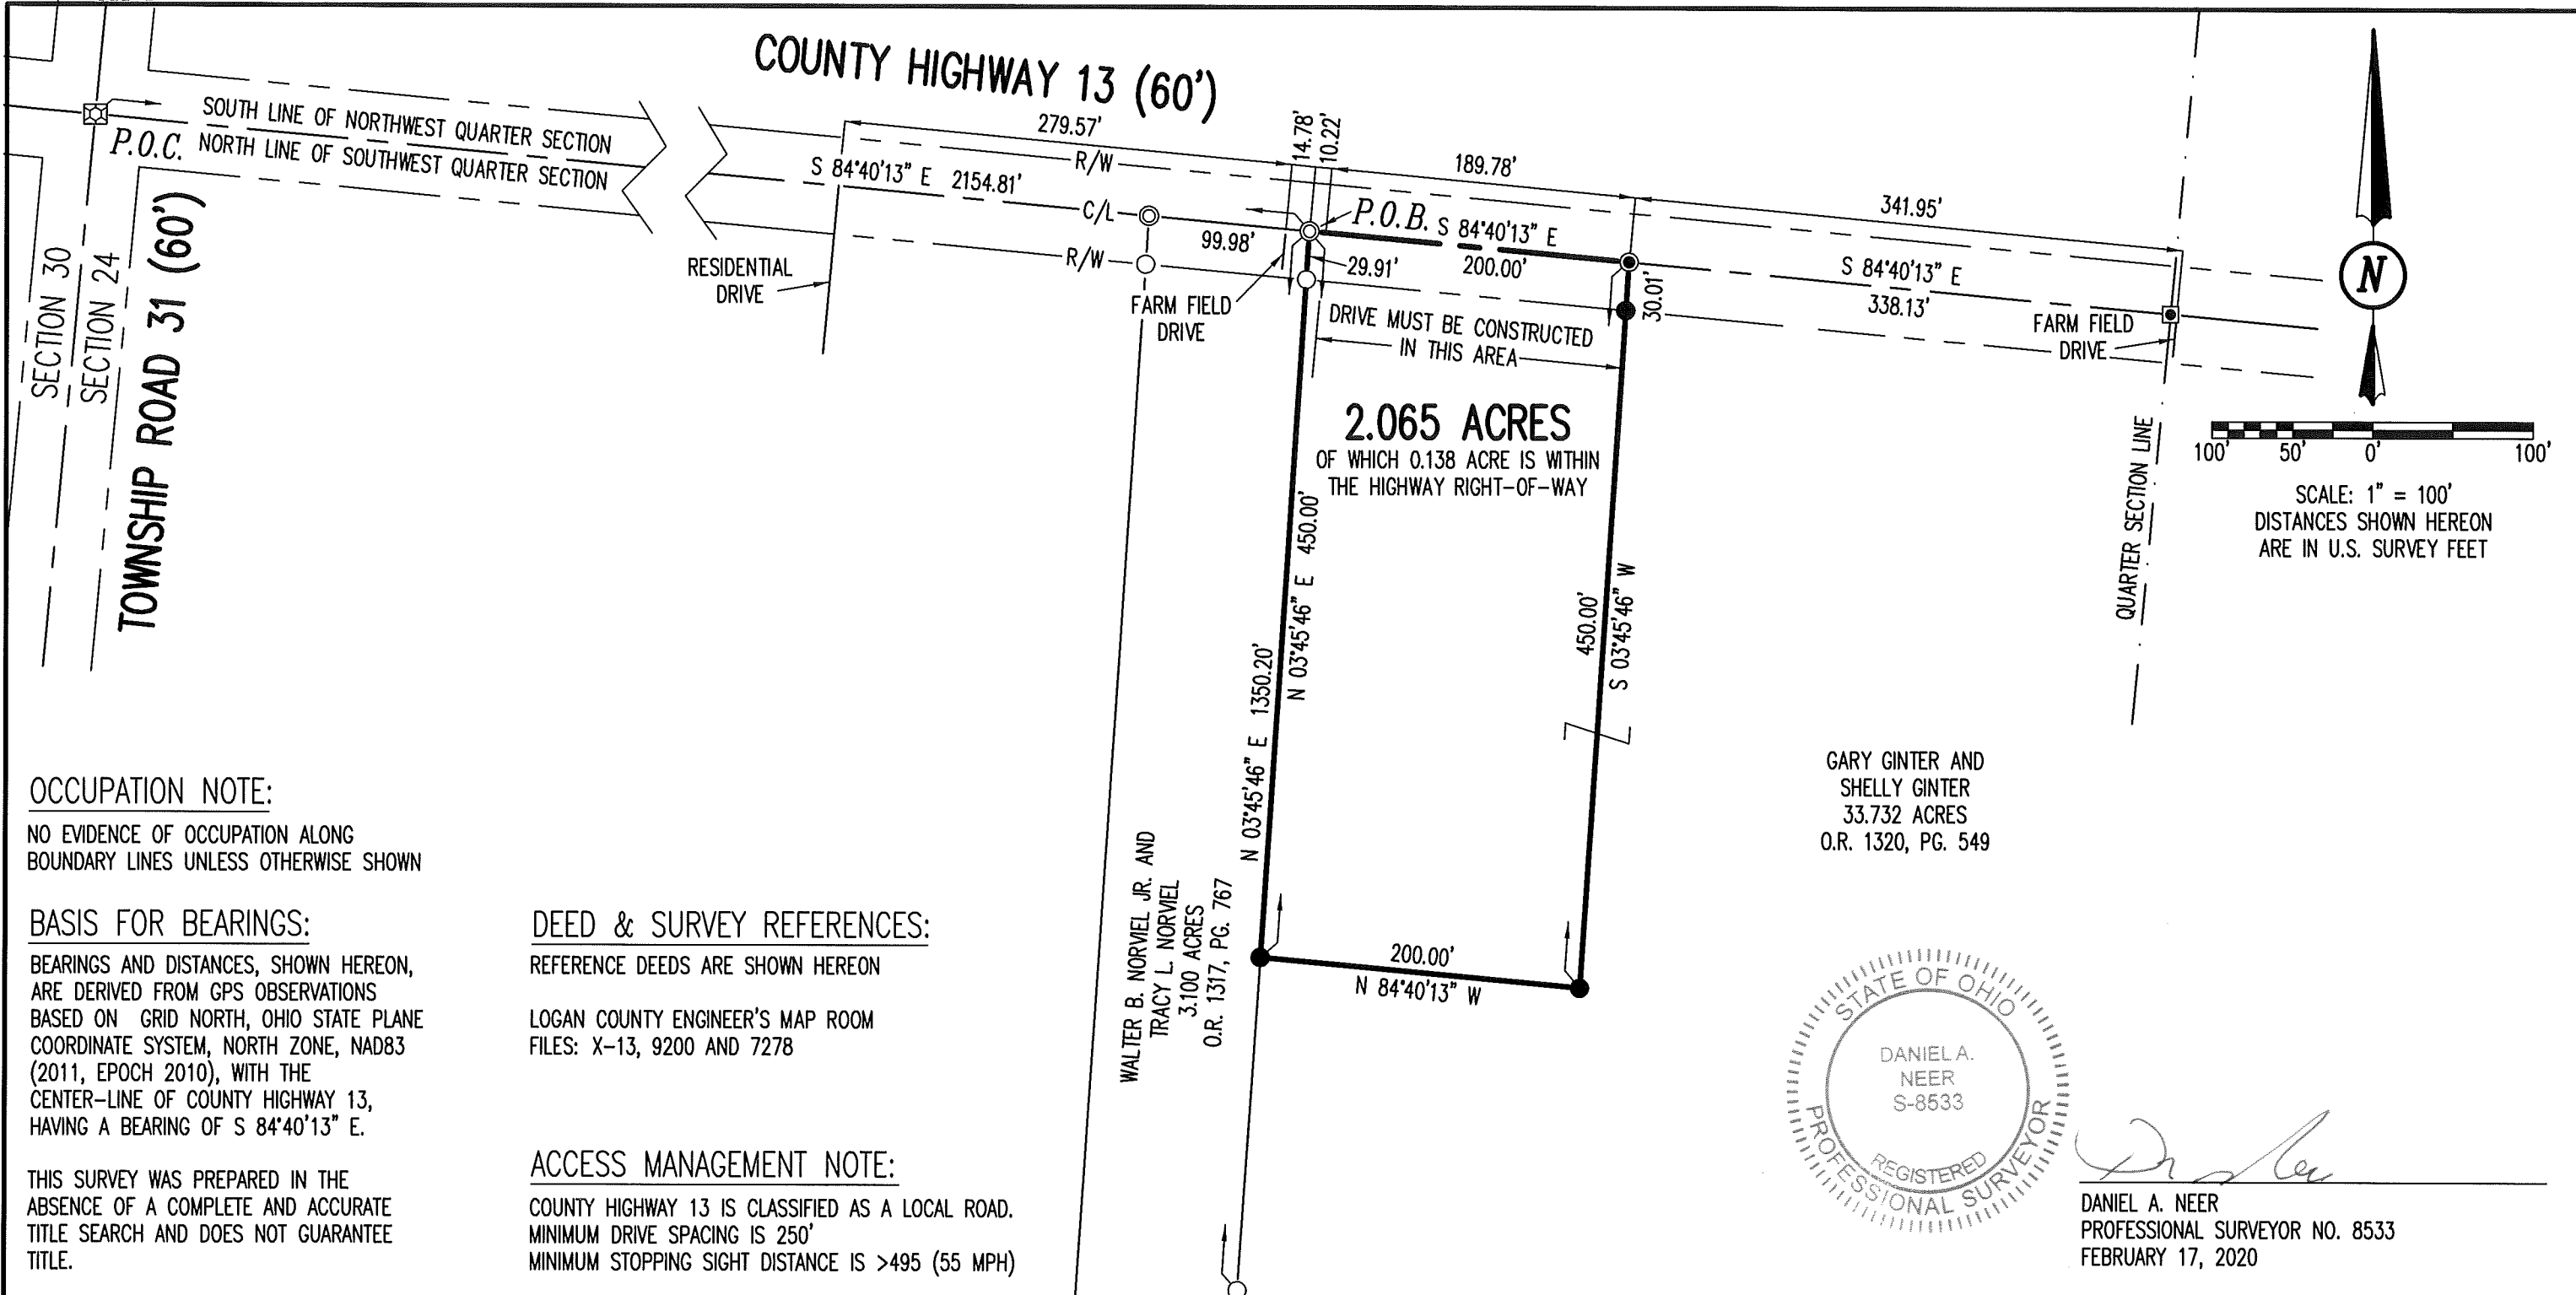 COUNTY HIGHWAY 13 (60')
SOUTH LINE OF NORTHWEST QUARTER SECTION
P.O.C.
NORTH LINE OF SOUTHWEST QUARTER SECTION
SECTION 30
SECTION 24
TOWNSHIP ROAD 31 (60')
279.57'
14.78'
10.22'
189.78'
341.95'
R/W
S 84°40'13" E 2154.81'
C/L
99.98'
R/W
P.O.B.
S 84°40'13" E
200.00'
29.91'
30.01'
S 84°40'13" E
338.13'
RESIDENTIAL
DRIVE
FARM FIELD
DRIVE
FARM FIELD
DRIVE
DRIVE MUST BE CONSTRUCTED
IN THIS AREA
2.065 ACRES
OF WHICH 0.138 ACRE IS WITHIN
THE HIGHWAY RIGHT-OF-WAY
N 03°45'46" E 450.00'
N 03°45'46" E 1350.20'
450.00'
S 03°45'46" W
200.00'
N 84°40'13" W
QUARTER SECTION LINE
N
100'
50'
0'
100'
SCALE: 1" = 100'
DISTANCES SHOWN HEREON
ARE IN U.S. SURVEY FEET
WALTER B. NORVIEL JR. AND
TRACY L. NORVIEL
3.100 ACRES
O.R. 1317, PG. 767
GARY GINTER AND
SHELLY GINTER
33.732 ACRES
O.R. 1320, PG. 549
OCCUPATION NOTE:
NO EVIDENCE OF OCCUPATION ALONG
BOUNDARY LINES UNLESS OTHERWISE SHOWN
BASIS FOR BEARINGS:
BEARINGS AND DISTANCES, SHOWN HEREON,
ARE DERIVED FROM GPS OBSERVATIONS
BASED ON GRID NORTH, OHIO STATE PLANE
COORDINATE SYSTEM, NORTH ZONE, NAD83
(2011, EPOCH 2010), WITH THE
CENTER-LINE OF COUNTY HIGHWAY 13,
HAVING A BEARING OF S 84°40'13" E.
THIS SURVEY WAS PREPARED IN THE
ABSENCE OF A COMPLETE AND ACCURATE
TITLE SEARCH AND DOES NOT GUARANTEE
TITLE.
DEED & SURVEY REFERENCES:
REFERENCE DEEDS ARE SHOWN HEREON
LOGAN COUNTY ENGINEER'S MAP ROOM
FILES: X-13, 9200 AND 7278
ACCESS MANAGEMENT NOTE:
COUNTY HIGHWAY 13 IS CLASSIFIED AS A LOCAL ROAD.
MINIMUM DRIVE SPACING IS 250'
MINIMUM STOPPING SIGHT DISTANCE IS >495 (55 MPH)
STATE OF OHIO
DANIEL A.
NEER
S-8533
REGISTERED
PROFESSIONAL SURVEYOR
DANIEL A. NEER
PROFESSIONAL SURVEYOR NO. 8533
FEBRUARY 17, 2020